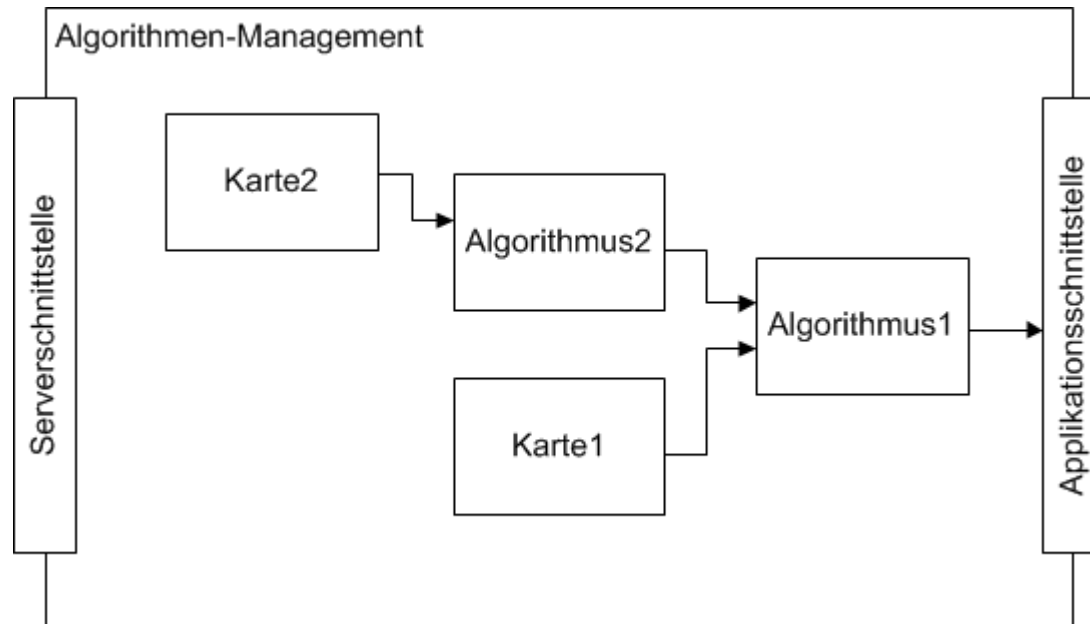 Algorithmen-Management
Serverschnittstelle
Karte2
Algorithmus2
Algorithmus1
Karte1
Applikationsschnittstelle